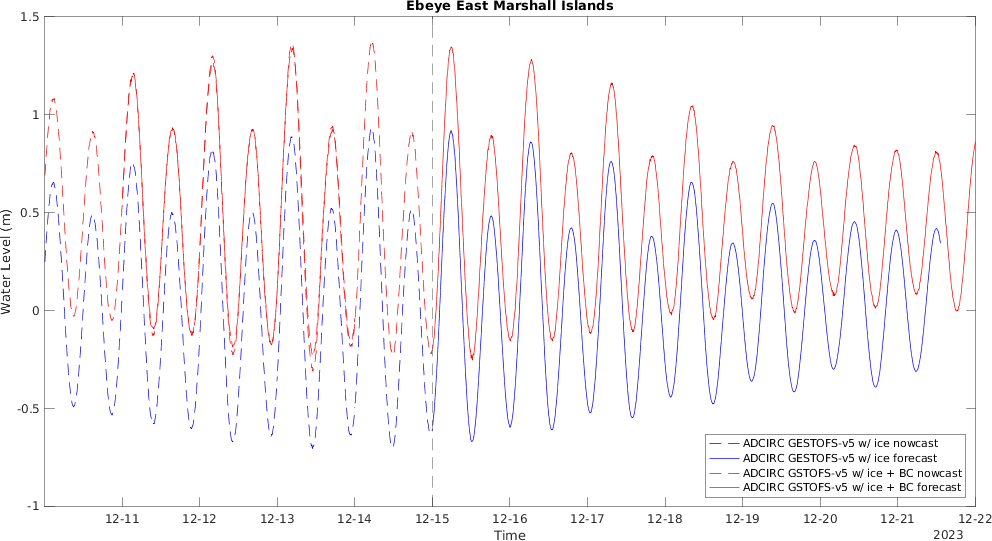 Ebeye East Marshall Islands
1.5
1
0.5
0
-0.5
-1
Water Level (m)
12-11
12-12
12-13
12-14
12-15
12-16
12-17
12-18
12-19
12-20
12-21
12-22
Time
2023
ADCIRC GESTOFS-v5 w/ ice nowcast
ADCIRC GESTOFS-v5 w/ ice forecast
ADCIRC GSTOFS-v5 w/ ice + BC nowcast
ADCIRC GSTOFS-v5 w/ ice + BC forecast